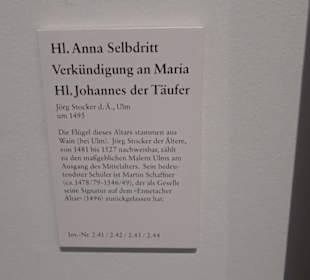 Hl. Anna Selbdritt
Verkündigung an Maria
Hl. Johannes der Täufer
Jörg Stocker d. Ä., Ulm
um 1495
Die Flügel dieses Altars stammen aus
Wain (bei Ulm). Jörg Stocker der Ältere,
von 1481 bis 1527 nachweisbar, zählt
zu den maßgeblichen Malern Ulms am
Ausgang des Mittelalters. Sein bedeu-
tendster Schüler ist Martin Schaffner
(ca. 1478/79–1546/49), der als Geselle
seine Signatur auf dem »Ennetacher
Altar« (1496) zurückgelassen hat.
Inv.-Nr. 2.41 / 2.42 / 2.43 / 2.44